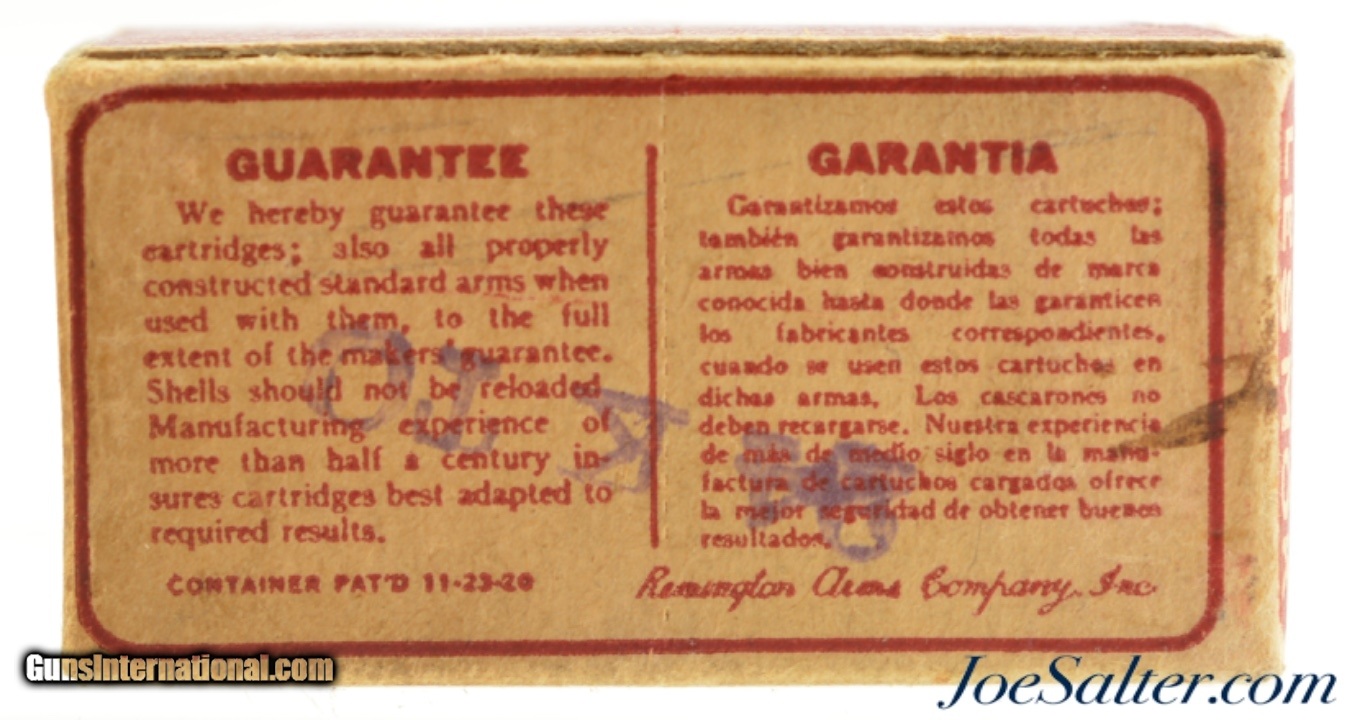 GUARANTEE
We hereby guarantee these
cartridges; also all properly
constructed standard arms when
used with them, to the full
extent of the makers' guarantee.
Shells should not be reloaded.
Manufacturing experience of
more than half a century in-
sures cartridges best adapted to
required results.
CONTAINER PAT'D 11-23-20
GARANTIA
Garantizamos estos cartuchos;
también garantizamos todas las
armas bien construidas de marca
conocida hasta donde las garanticen
los fabricantes correspondientes,
cuando se usen estos cartuchos en
dichas armas. Los cascarones no
deben recargarse. Nuestra experiencia
de más de medio siglo en la manu-
factura de cartuchos cargados ofrece
la mejor seguridad de obtener buenos
resultados.
Remington Arms Company, Inc.
GunsInternational.com
JoeSalter.com